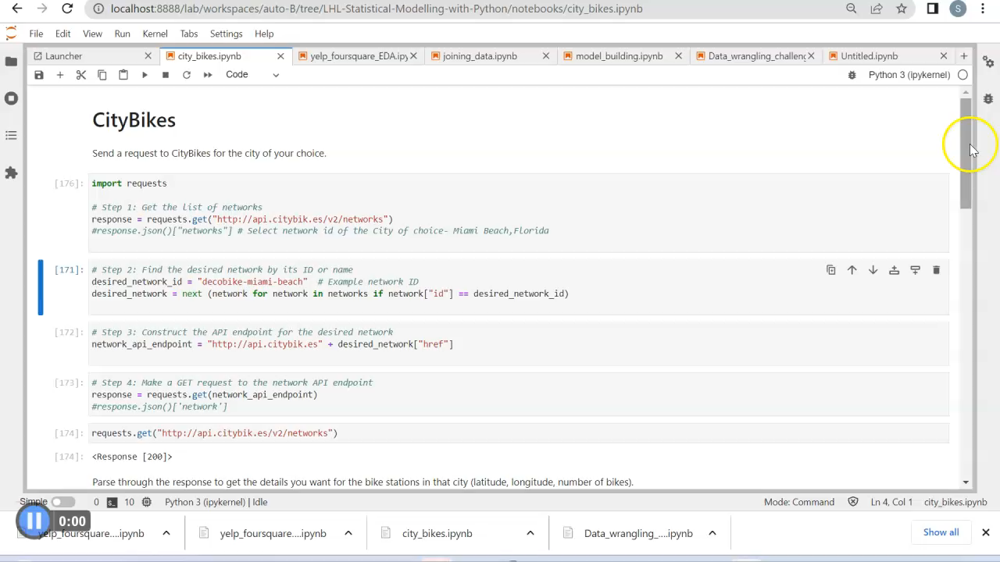 localhost:8888/lab/workspaces/auto-B/tree/LHL-Statistical-Modelling-with-Python/notebooks/city_bikes.ipynb
S
File Edit View Run Kernel Tabs Settings Help
Launcher city_bikes.ipynb yelp_foursquare_EDA.ipy joining_data.ipynb model_building.ipynb Data_wrangling_challeng Untitled.ipynb
Code Python 3 (ipykernel)
CityBikes
Send a request to CityBikes for the city of your choice.
[176]: import requests
# Step 1: Get the list of networks
response = requests.get("http://api.citybik.es/v2/networks")
#response.json()["networks"] # Select network id of the City of choice- Miami Beach,Florida
[171]: # Step 2: Find the desired network by its ID or name
desired_network_id = "decobike-miami-beach"  # Example network ID
desired_network = next (network for network in networks if network["id"] == desired_network_id)
[172]: # Step 3: Construct the API endpoint for the desired network
network_api_endpoint = "http://api.citybik.es" + desired_network["href"]
[173]: # Step 4: Make a GET request to the network API endpoint
response = requests.get(network_api_endpoint)
#response.json()['network']
[174]: requests.get("http://api.citybik.es/v2/networks")
[174]: <Response [200]>
Parse through the response to get the details you want for the bike stations in that city (latitude, longitude, number of bikes).
Simple 0 10 Python 3 (ipykernel) | Idle Mode: Command Ln 4, Col 1 city_bikes.ipynb
0:00
yelp_foursquare....ipynb yelp_foursquare....ipynb city_bikes.ipynb Data_wrangling_....ipynb Show all